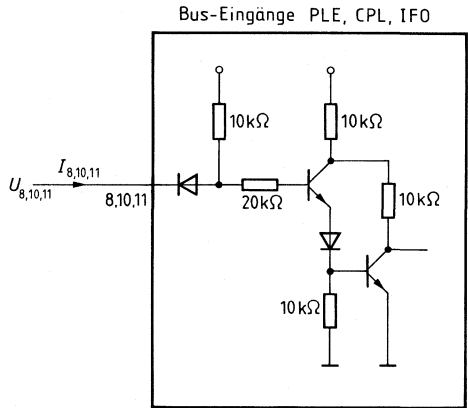 Bus-Eingänge PLE, CPL, IFO
10kΩ
10kΩ
I8,10,11
U8,10,11
8,10,11
20kΩ
10kΩ
10kΩ